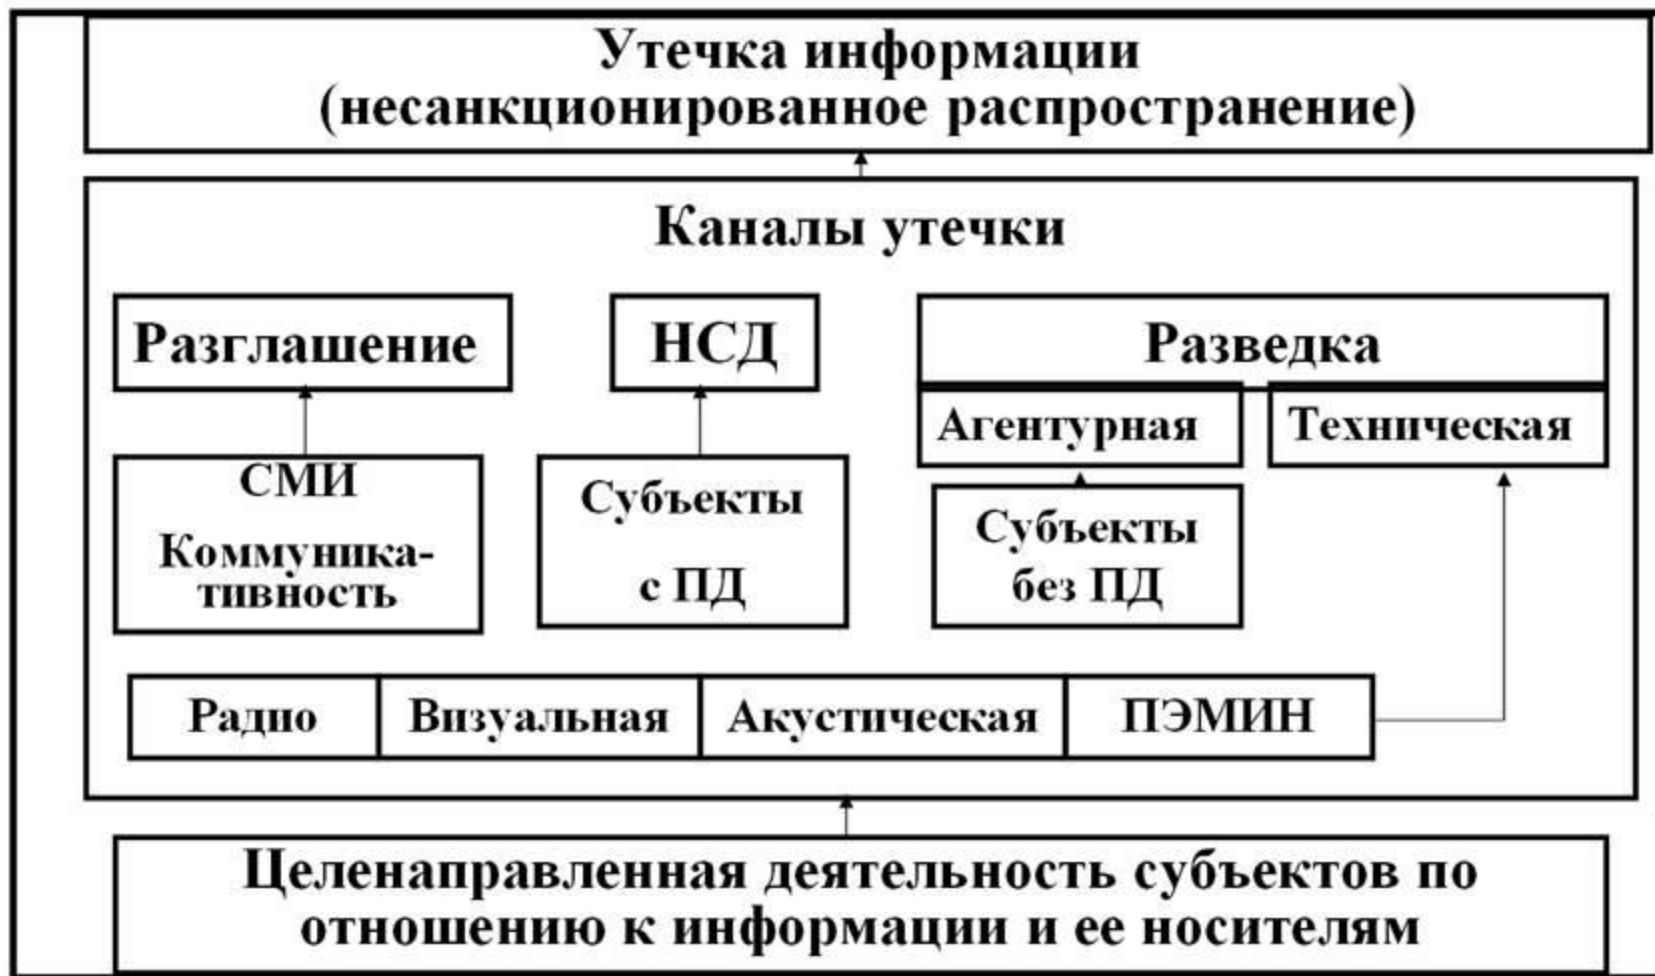 Утечка информации
(несанкционированное распространение)
Каналы утечки
Разглашение
НСД
Разведка
Агентурная
Техническая
СМИ
Коммуника-
тивность
Субъекты
с ПД
Субъекты
без ПД
Радио
Визуальная
Акустическая
ПЭМИН
Целенаправленная деятельность субъектов по
отношению к информации и ее носителям